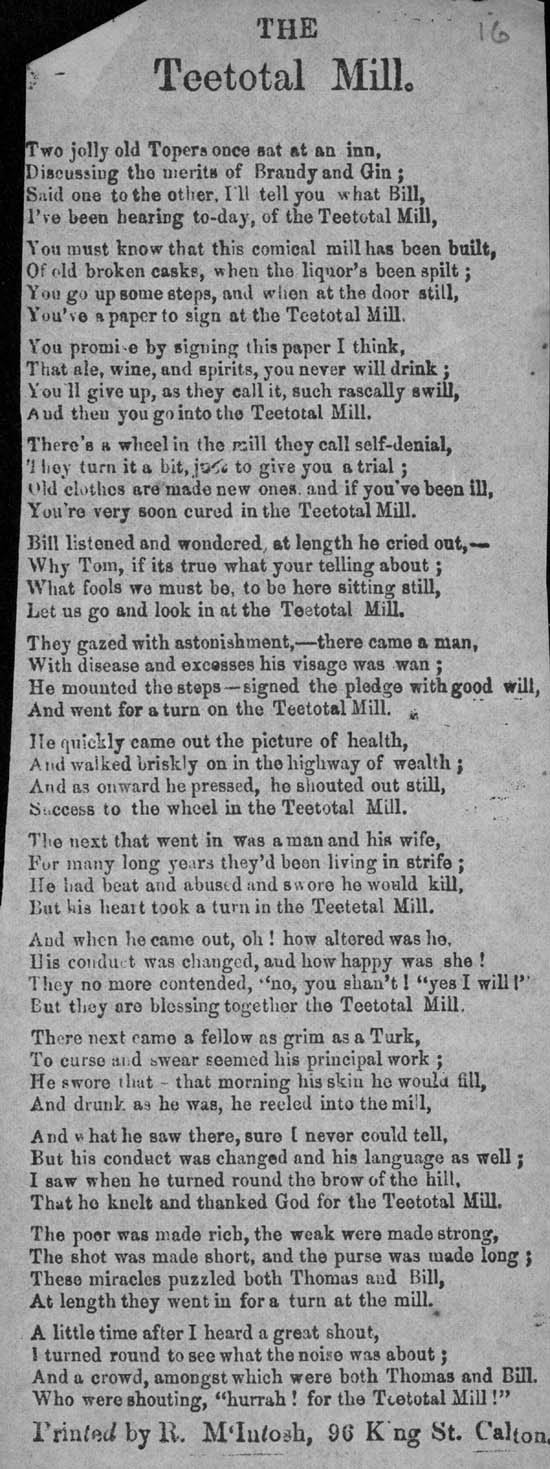 THE
16
Teetotal Mill.
Two jolly old Topers once sat at an inn,
Discussing the merits of Brandy and Gin ;
Said one to the other, I'll tell you what Bill,
I've been hearing to-day, of the Teetotal Mill,
You must know that this comical mill has been built,
Of old broken casks, when the liquor's been spilt ;
You go up some steps, and when at the door still,
You've a paper to sign at the Teetotal Mill.
You promise by signing this paper I think,
That ale, wine, and spirits, you never will drink ;
You'll give up, as they call it, such rascally swill,
And then you go into the Teetotal Mill.
There's a wheel in the mill they call self-denial,
They turn it a bit, just to give you a trial ;
Old clothes are made new ones. and if you've been ill,
You're very soon cured in the Teetotal Mill.
Bill listened and wondered, at length he cried out,—
Why Tom, if its true what your telling about ;
What fools we must be, to be here sitting still,
Let us go and look in at the Teetotal Mill.
They gazed with astonishment,—there came a man,
With disease and excesses his visage was wan ;
He mounted the steps—signed the pledge with good will,
And went for a turn on the Teetotal Mill.
He quickly came out the picture of health,
And walked briskly on in the highway of wealth ;
And as onward he pressed, he shouted out still,
Success to the wheel in the Teetotal Mill.
The next that went in was a man and his wife,
For many long years they'd been living in strife ;
He had beat and abused and swore he would kill,
But his heart took a turn in the Teetetal Mill.
And when he came out, oh ! how altered was he,
His conduct was changed, and how happy was she !
They no more contended, "no, you shan't ! "yes I will !"
But they are blessing together the Teetotal Mill.
There next came a fellow as grim as a Turk,
To curse and swear seemed his principal work ;
He swore that - that morning his skin he would fill,
And drunk as he was, he reeled into the mill,
And what he saw there, sure I never could tell,
But his conduct was changed and his language as well ;
I saw when he turned round the brow of the hill,
That he knelt and thanked God for the Teetotal Mill.
The poor was made rich, the weak were made strong,
The shot was made short, and the purse was made long ;
These miracles puzzled both Thomas and Bill,
At length they went in for a turn at the mill.
A little time after I heard a great shout,
I turned round to see what the noise was about ;
And a crowd, amongst which were both Thomas and Bill.
Who were shouting, "hurrah ! for the Teetotal Mill !"
Printed by R. M'Intosh, 96 King St. Calton.